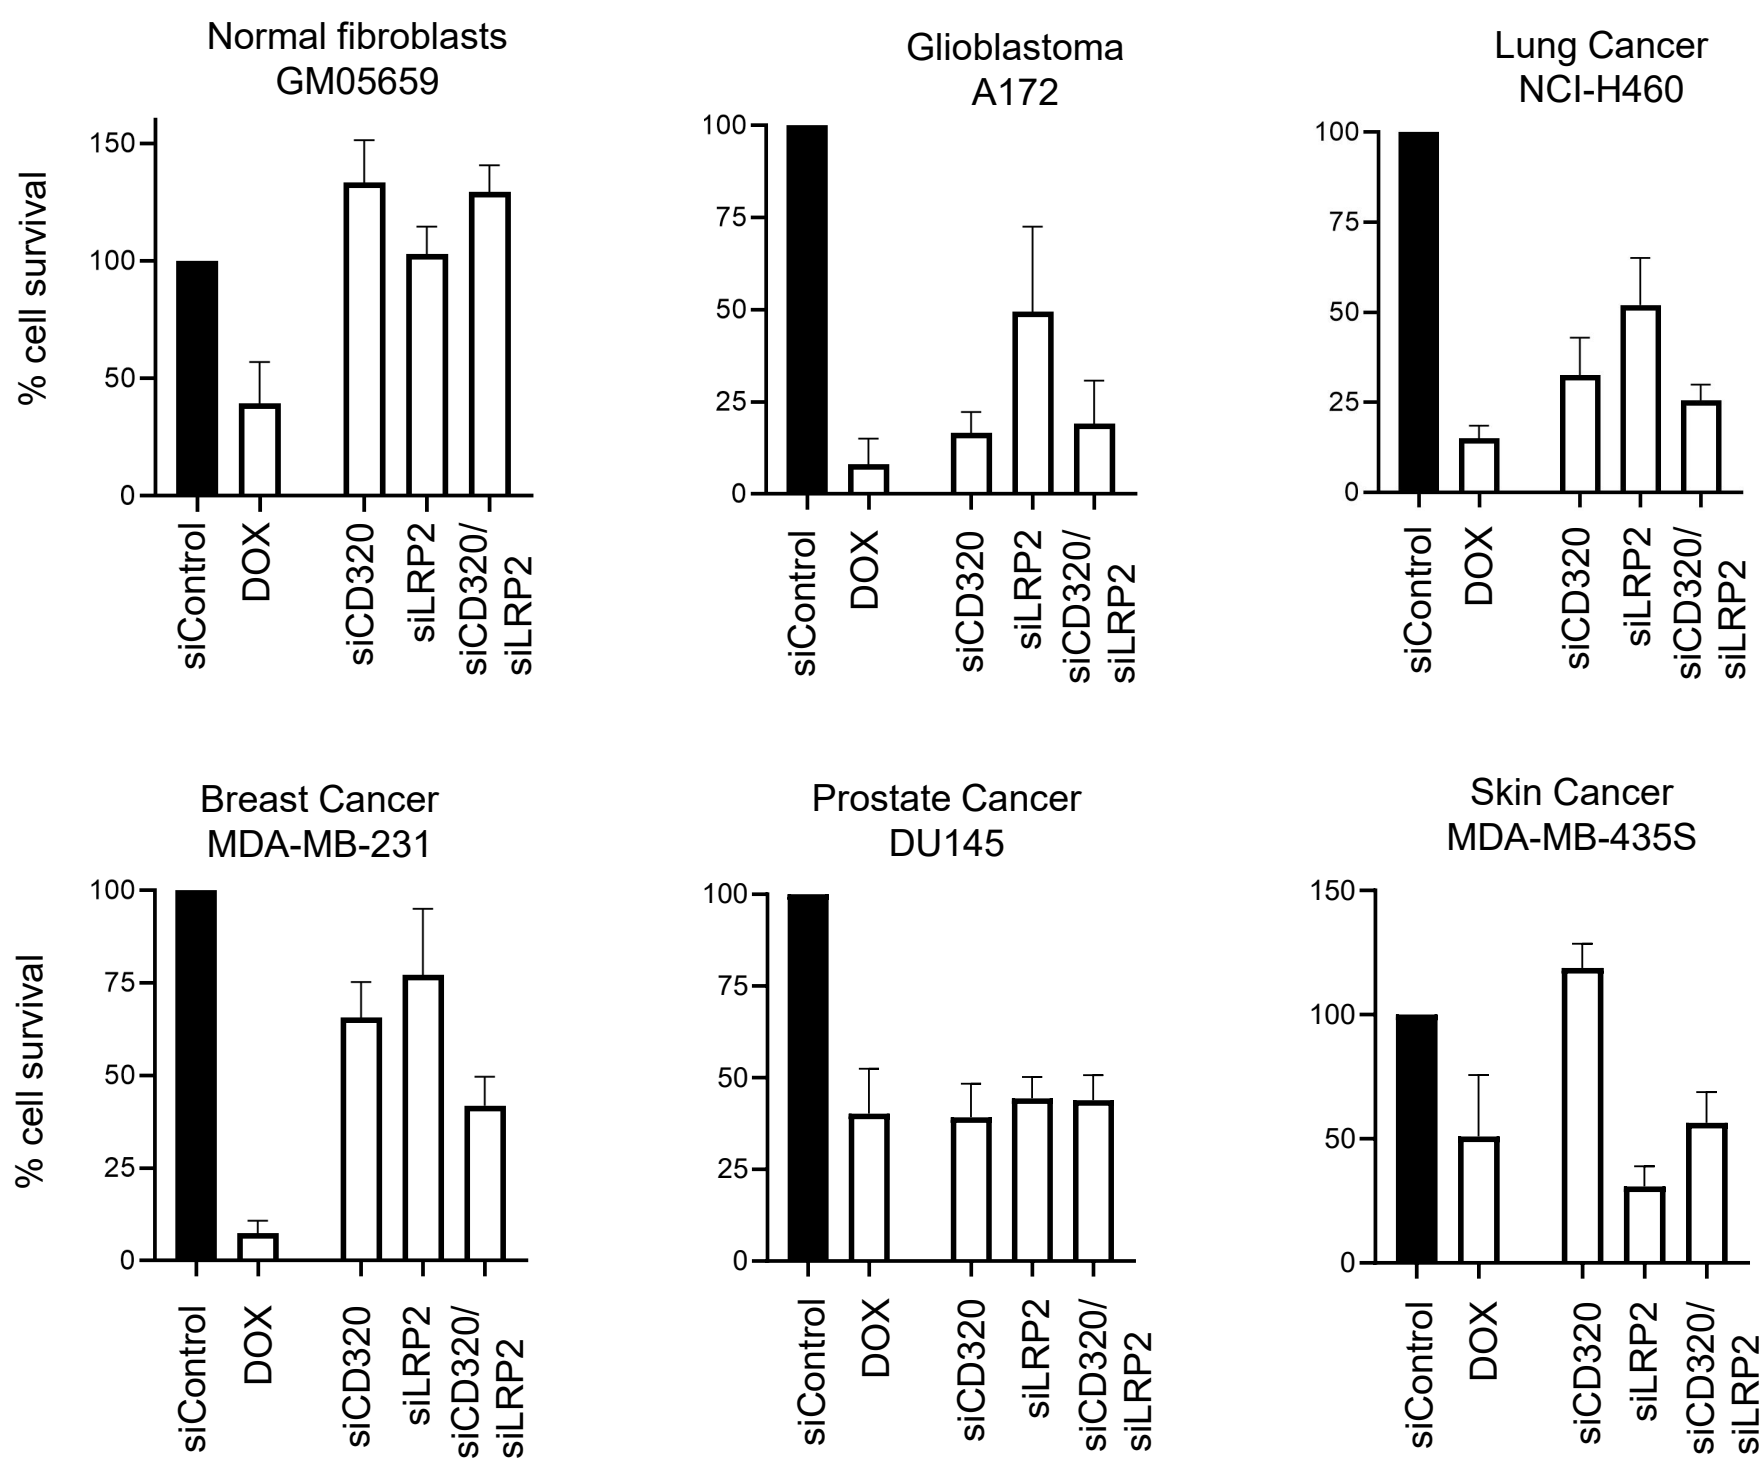 Normal fibroblasts
GM05659
% cell survival
150
100
50
0
siControl
DOX
siCD320
siLRP2
siCD320/
siLRP2
Glioblastoma
A172
100
75
50
25
0
siControl
DOX
siCD320
siLRP2
siCD320/
siLRP2
Lung Cancer
NCI-H460
100
75
50
25
0
siControl
DOX
siCD320
siLRP2
siCD320/
siLRP2
Breast Cancer
MDA-MB-231
% cell survival
100
75
50
25
0
siControl
DOX
siCD320
siLRP2
siCD320/
siLRP2
Prostate Cancer
DU145
100
75
50
25
0
siControl
DOX
siCD320
siLRP2
siCD320/
siLRP2
Skin Cancer
MDA-MB-435S
150
100
50
0
siControl
DOX
siCD320
siLRP2
siCD320/
siLRP2